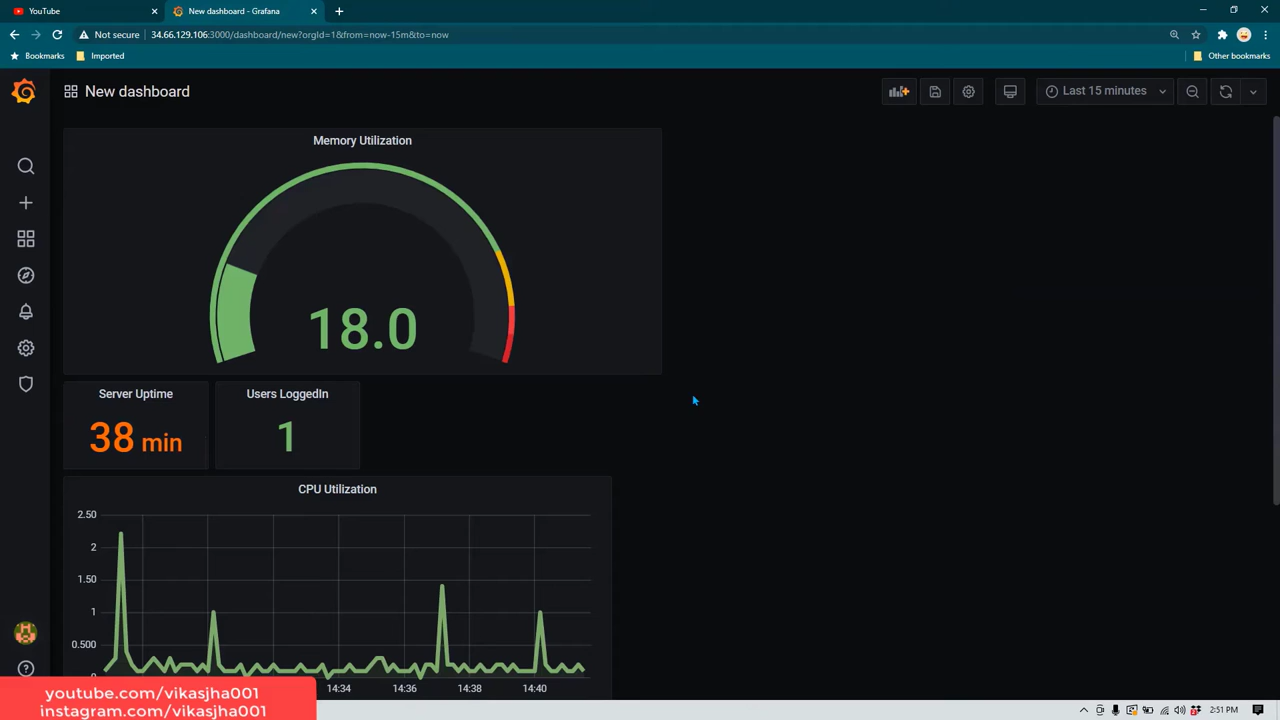 YouTube
New dashboard - Grafana
Not secure
34.66.129.106:3000/dashboard/new?orgId=1&from=now-15m&to=now
Bookmarks
Imported
Other bookmarks
New dashboard
Last 15 minutes
Memory Utilization
18.0
Server Uptime
Users LoggedIn
38 min
1
CPU Utilization
2.50
2
1.50
1
0.500
14:34
14:36
14:38
14:40
youtube.com/vikasjha001
instagram.com/vikasjha001
2:51 PM